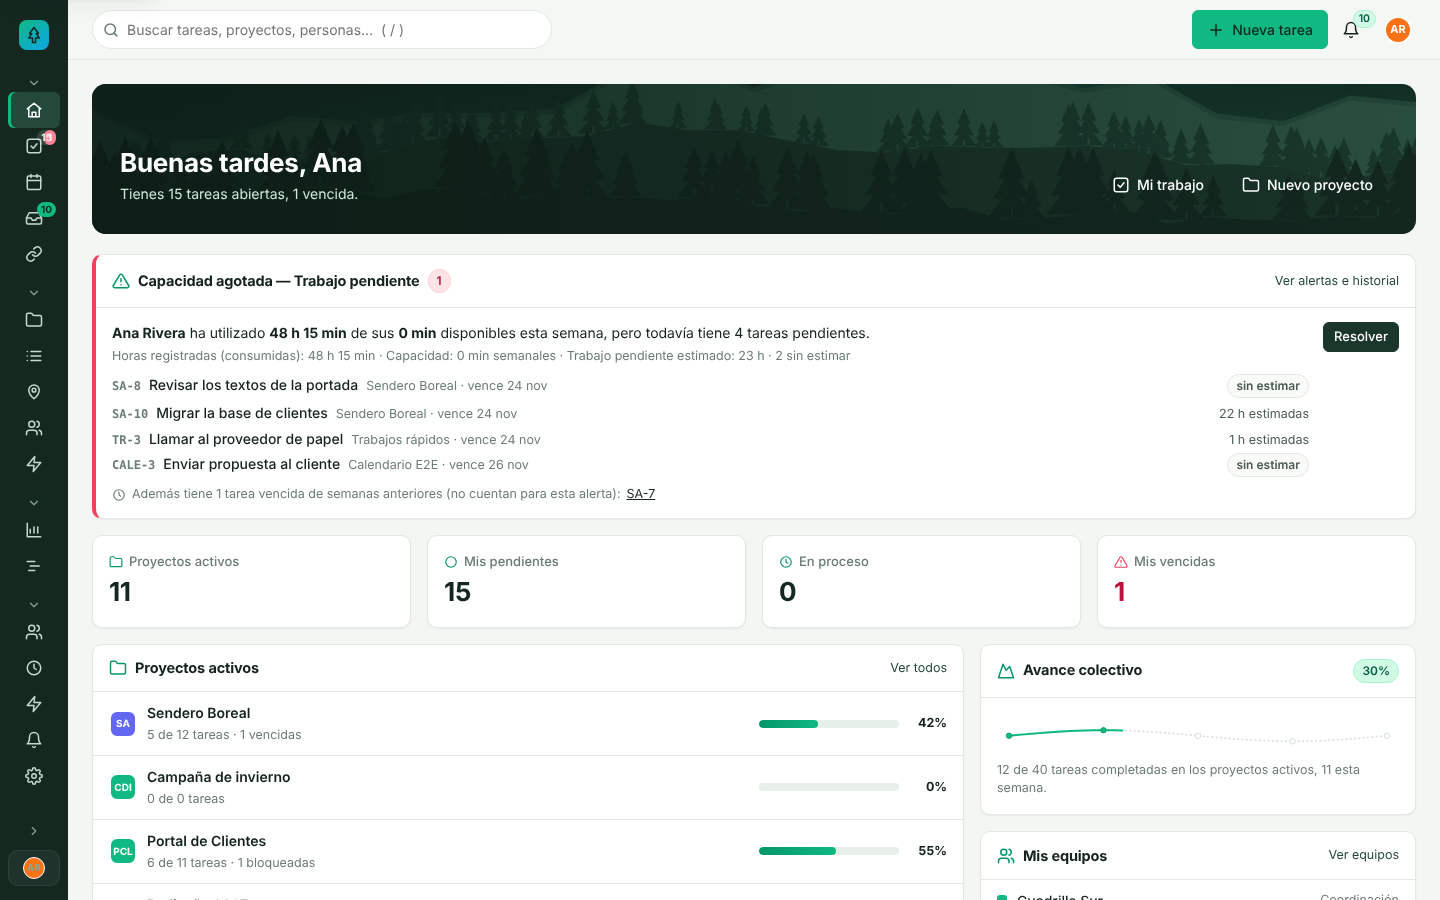 Buscar tareas, proyectos, personas... ( / )
Nueva tarea
10
AR
10
Buenas tardes, Ana
Tienes 15 tareas abiertas, 1 vencida.
Mi trabajo
Nuevo proyecto
Capacidad agotada — Trabajo pendiente 1
Ver alertas e historial
Ana Rivera ha utilizado 48 h 15 min de sus 0 min disponibles esta semana, pero todavía tiene 4 tareas pendientes.
Resolver
Horas registradas (consumidas): 48 h 15 min · Capacidad: 0 min semanales · Trabajo pendiente estimado: 23 h · 2 sin estimar
SA-8 Revisar los textos de la portada Sendero Boreal · vence 24 nov sin estimar
SA-10 Migrar la base de clientes Sendero Boreal · vence 24 nov 22 h estimadas
TR-3 Llamar al proveedor de papel Trabajos rápidos · vence 24 nov 1 h estimadas
CALE-3 Enviar propuesta al cliente Calendario E2E · vence 26 nov sin estimar
Además tiene 1 tarea vencida de semanas anteriores (no cuentan para esta alerta): SA-7
Proyectos activos
11
Mis pendientes
15
En proceso
0
Mis vencidas
1
Proyectos activos
Ver todos
SA
Sendero Boreal
5 de 12 tareas · 1 vencidas
42%
CDI
Campaña de invierno
0 de 0 tareas
0%
PCL
Portal de Clientes
6 de 11 tareas · 1 bloqueadas
55%
Avance colectivo
30%
12 de 40 tareas completadas en los proyectos activos, 11 esta
semana.
Mis equipos
Ver equipos
Cuadrilla Sur
Coordinación